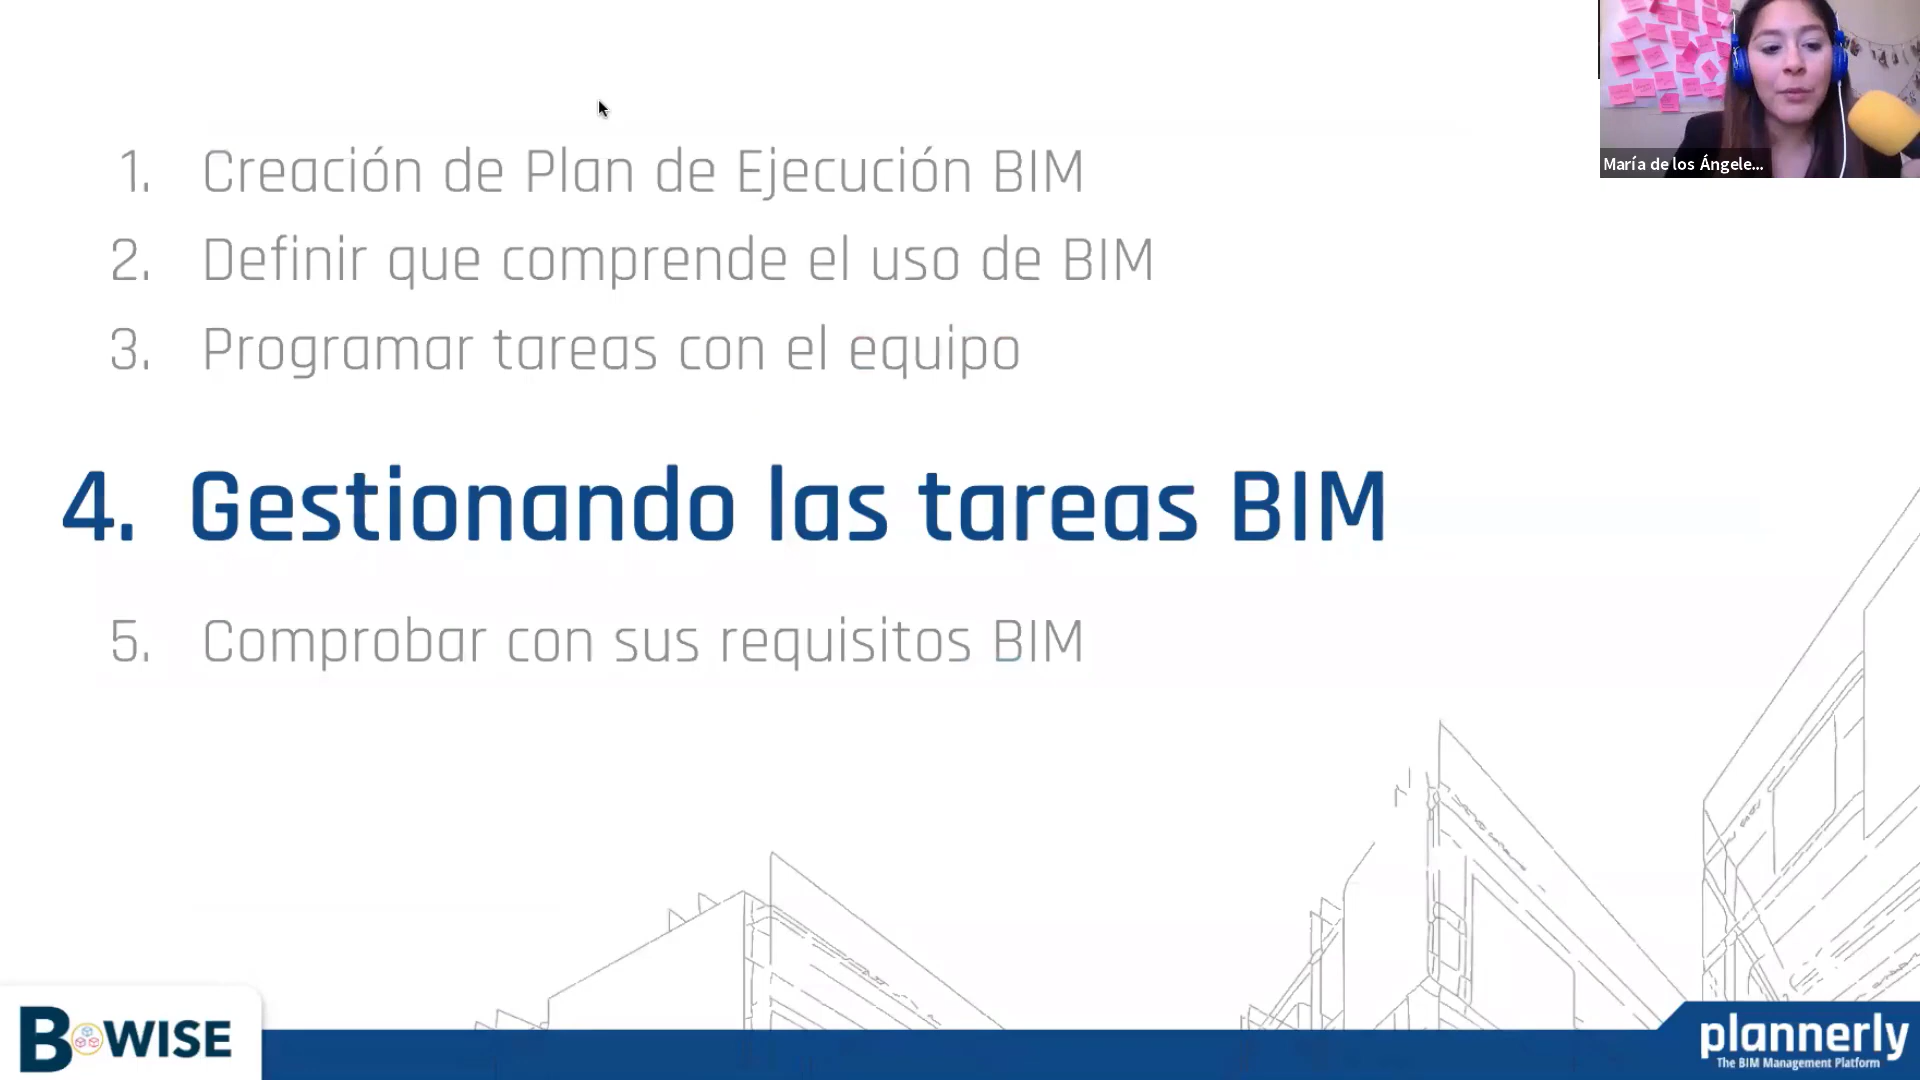 1. Creación de Plan de Ejecución BIM
2. Definir que comprende el uso de BIM
3. Programar tareas con el equipo
4. Gestionando las tareas BIM
5. Comprobar con sus requisitos BIM
María de los Ángele...
B WISE
plannerly
The BIM Management Platform